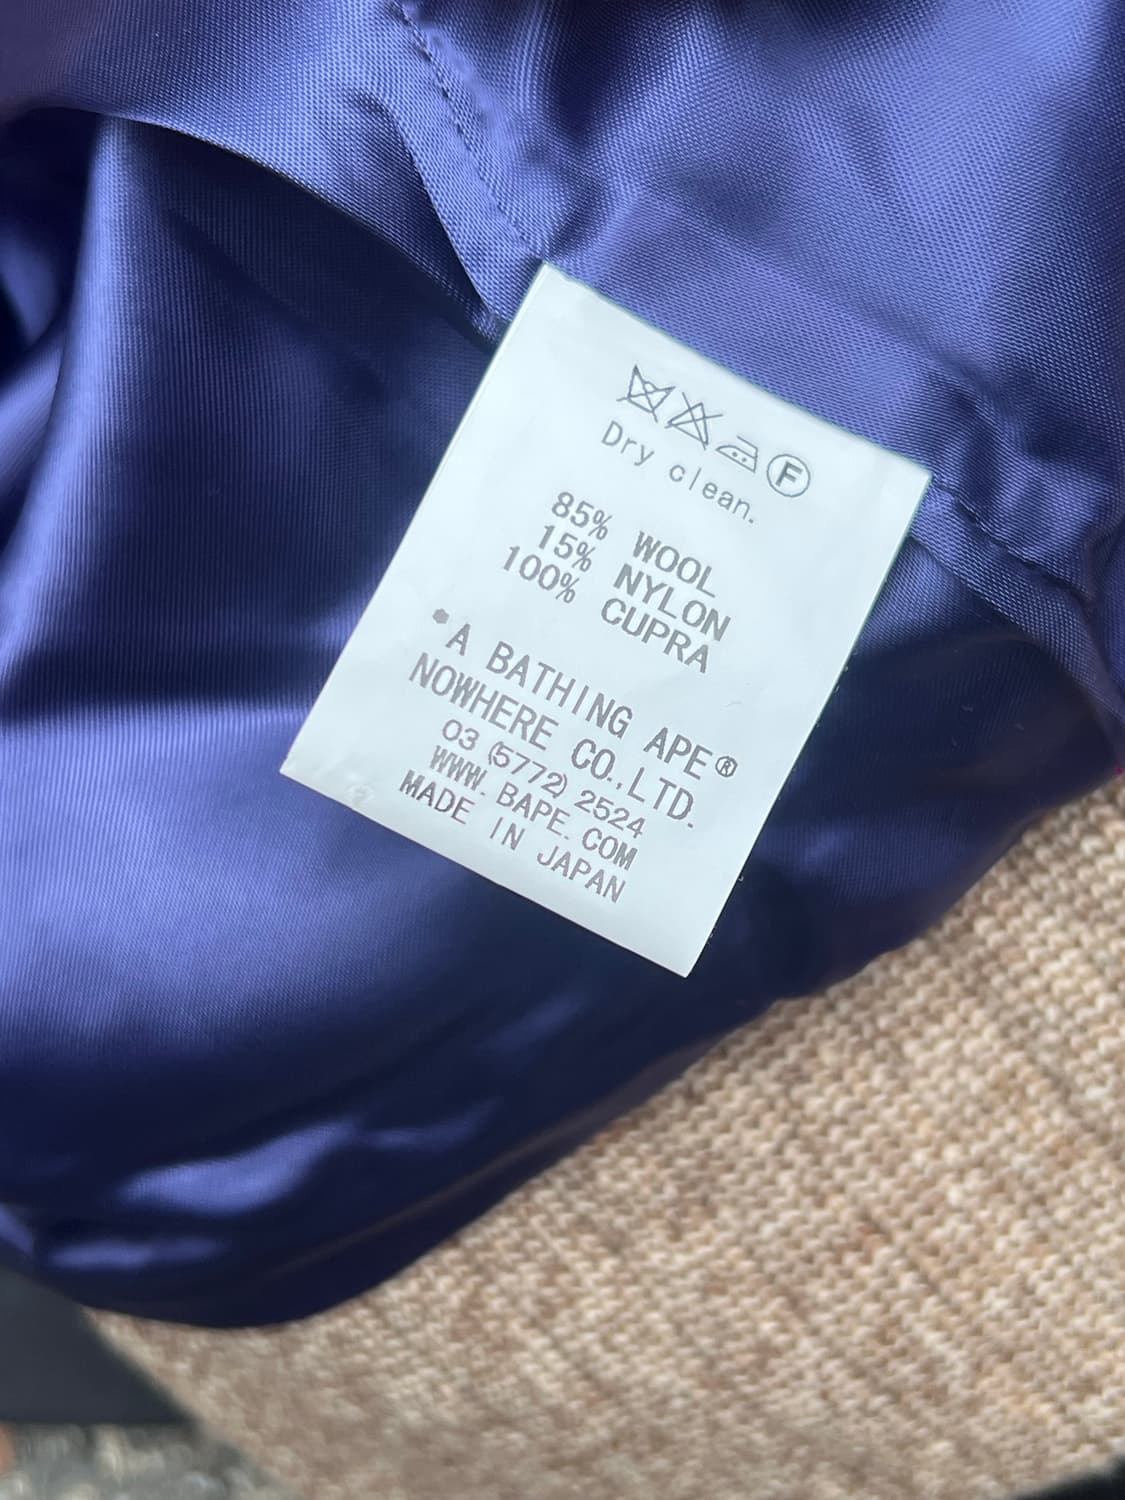 F
Dry clean.
85% WOOL
15% NYLON
100% CUPRA
*A BATHING APE®
NOWHERE CO.,LTD.
03 (5772) 2524
WWW. BAPE. COM
MADE IN JAPAN